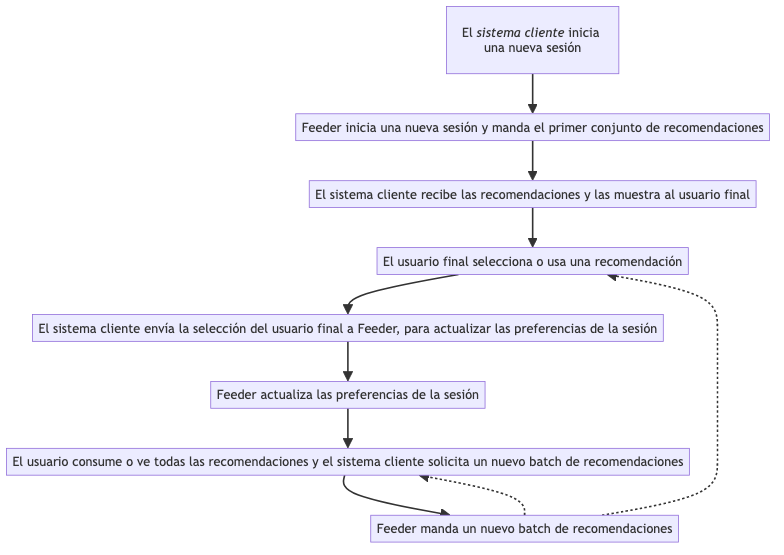 El sistema cliente inicia
una nueva sesión
Feeder inicia una nueva sesión y manda el primer conjunto de recomendaciones
El sistema cliente recibe las recomendaciones y las muestra al usuario final
El usuario final selecciona o usa una recomendación
El sistema cliente envía la selección del usuario final a Feeder, para actualizar las preferencias de la sesión
Feeder actualiza las preferencias de la sesión
El usuario consume o ve todas las recomendaciones y el sistema cliente solicita un nuevo batch de recomendaciones
Feeder manda un nuevo batch de recomendaciones